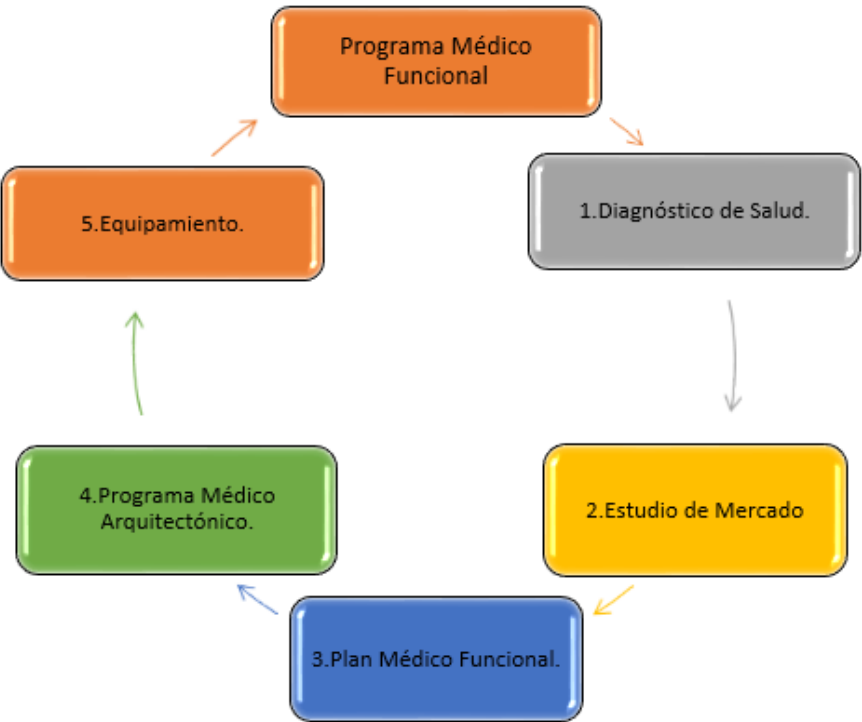 Programa Médico
Funcional
1.Diagnóstico de Salud.
2.Estudio de Mercado
3.Plan Médico Funcional.
4.Programa Médico
Arquitectónico.
5.Equipamiento.